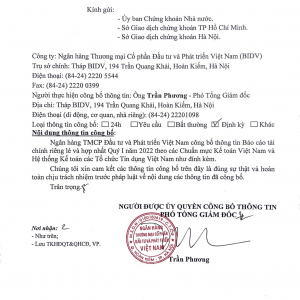 Kính gửi:
- Ủy ban Chứng khoán Nhà nước.
- Sở Giao dịch chứng khoán TP Hồ Chí Minh.
- Sở Giao dịch chứng khoán Hà Nội.
Công ty: Ngân hàng Thương mại Cổ phần Đầu tư và Phát triển Việt Nam (BIDV)
Trụ sở chính: Tháp BIDV, 194 Trần Quang Khải, Hoàn Kiếm, Hà Nội
Điện thoại: (84-24) 2220 5544
Fax: (84-24) 2220 0399
Người thực hiện công bố thông tin: Ông Trần Phương - Phó Tổng Giám đốc
Địa chỉ: Tháp BIDV, 194 Trần Quang Khải, Hoàn Kiếm, Hà Nội
Điện thoại (di động, cơ quan, nhà riêng): (84-24) 22201098
Loại thông tin công bố: ☐ 24h ☐ Yêu cầu ☐ Bất thường ☒ Định kỳ ☐ Khác
Nội dung thông tin công bố:
Ngân hàng TMCP Đầu tư và Phát triển Việt Nam công bố thông tin Báo cáo tài
chính riêng lẻ và hợp nhất Quý I năm 2022 theo các Chuẩn mực Kế toán Việt Nam và
Hệ thống Kế toán các Tổ chức Tín dụng Việt Nam như đính kèm.
Chúng tôi xin cam kết các thông tin công bố trên đây là đúng sự thật và hoàn
toàn chịu trách nhiệm trước pháp luật về nội dung các thông tin đã công bố.
Trân trọng.
NGƯỜI ĐƯỢC ỦY QUYỀN CÔNG BỐ THÔNG TIN
PHÓ TỔNG GIÁM ĐỐC
Nơi nhận:
- Như trên;
- Lưu TKHĐQT&QHCĐ, VP.
NGÂN HÀNG
THƯƠNG MẠI CỔ PHẦN
ĐẦU TƯ VÀ PHÁT TRIỂN
VIỆT NAM
Trần Phương